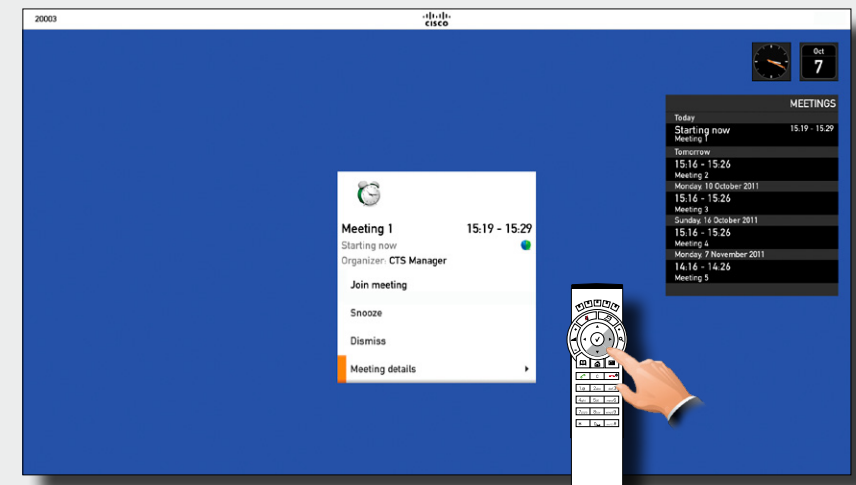 20003
CISCO
Oct
7
MEETINGS
Today
Starting now 15:19 - 15:29
Meeting 1
Tomorrow
15:16 - 15:26
Meeting 2
Monday, 10 October 2011
15:16 - 15:26
Meeting 3
Sunday, 16 October 2011
15:16 - 15:26
Meeting 4
Monday, 7 November 2011
14:16 - 14:26
Meeting 5
Meeting 1 15:19 - 15:29
Starting now
Organizer: CTS Manager
Join meeting
Snooze
Dismiss
Meeting details